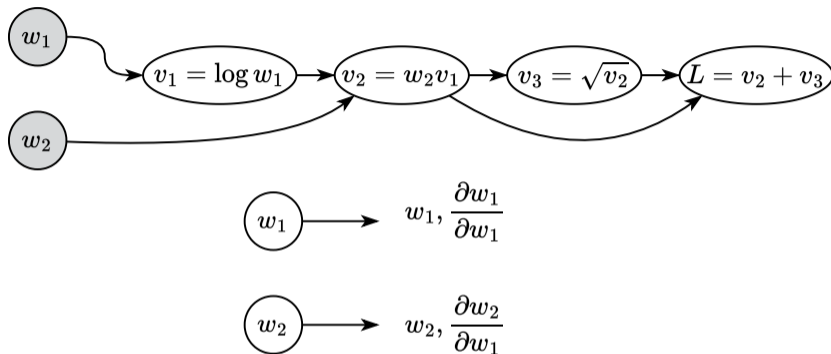 w₁
v₁ = log w₁
v₂ = w₂v₁
v₃ = √v₂
L = v₂ + v₃
w₂
w₁
w₁, ∂w₁/∂w₁
w₂
w₂, ∂w₂/∂w₁